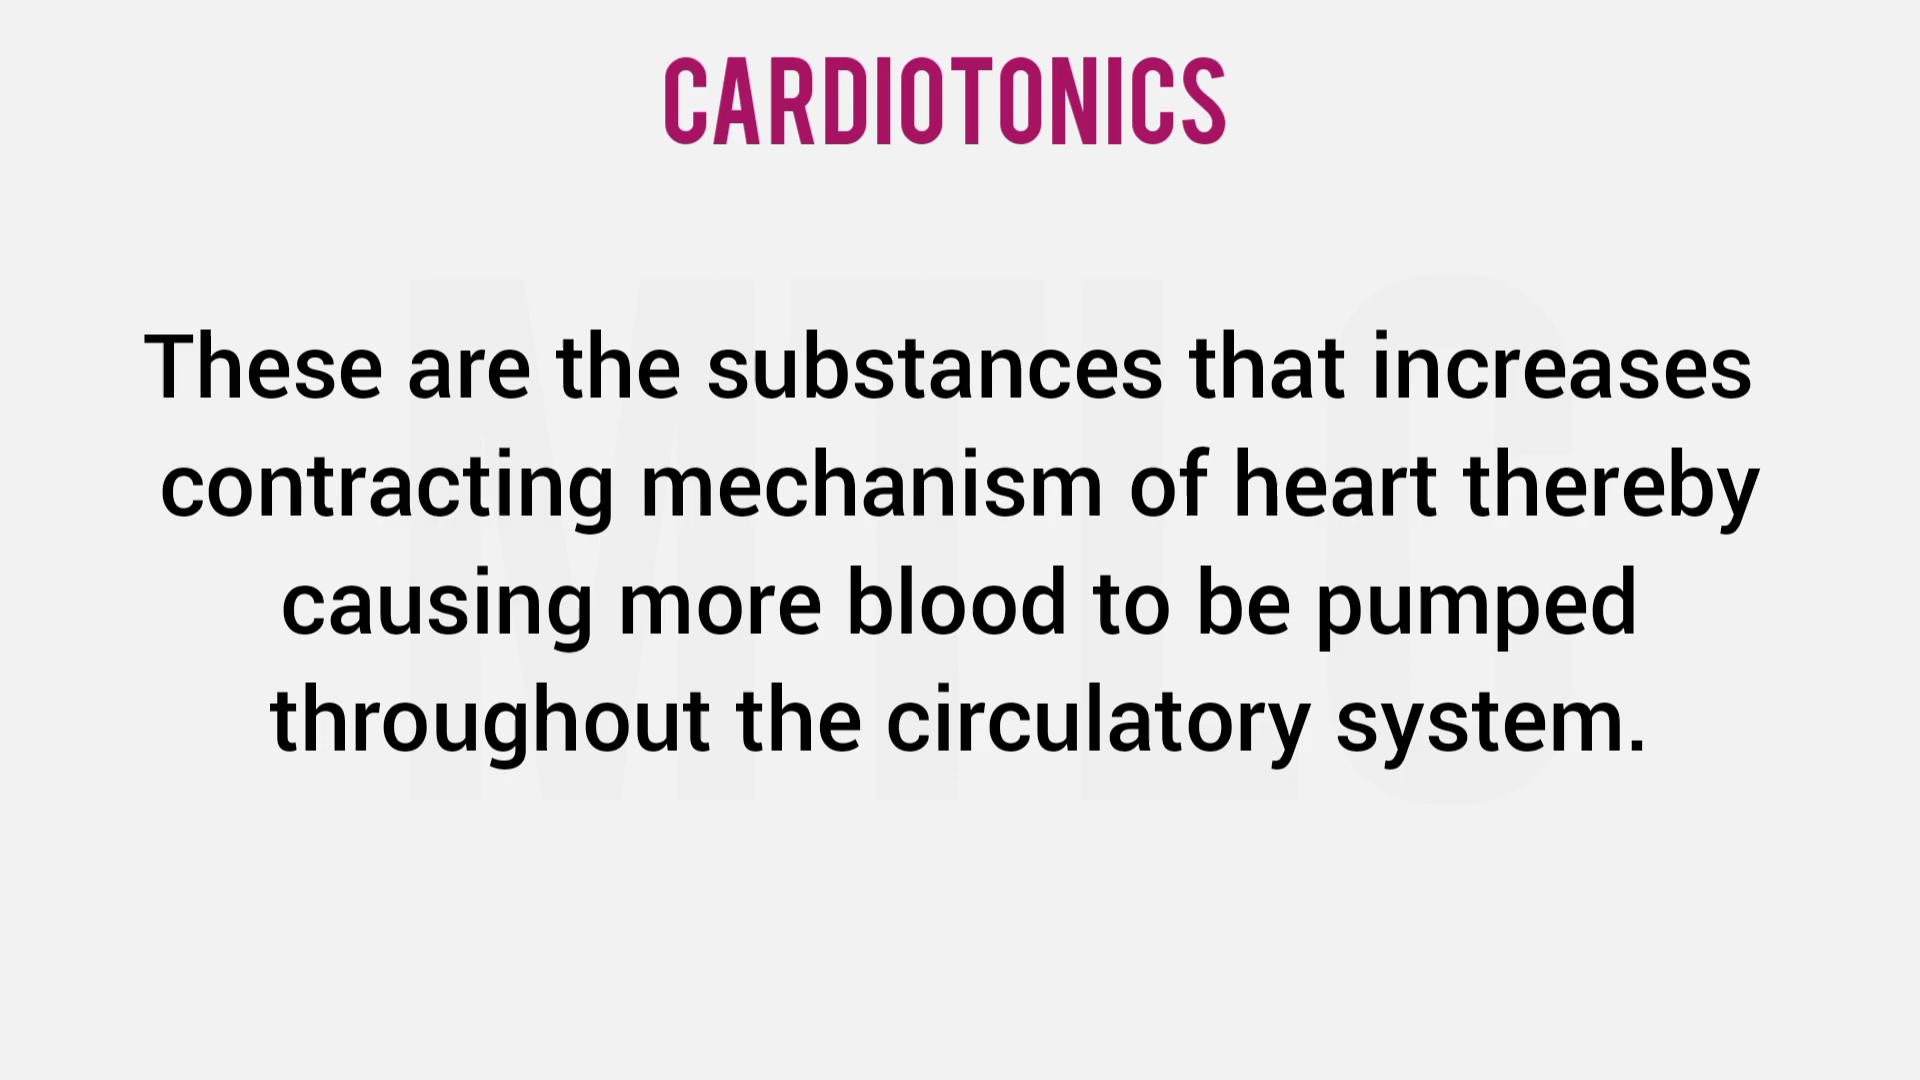 CARDIOTONICS
These are the substances that increases
contracting mechanism of heart thereby
causing more blood to be pumped
throughout the circulatory system.
MTLC